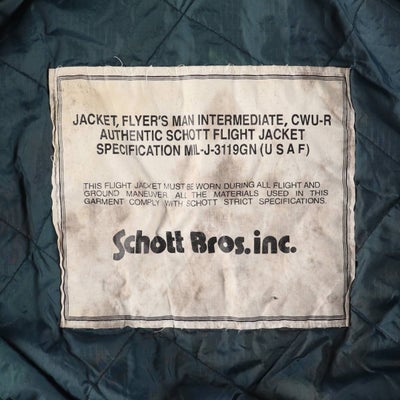 JACKET, FLYER'S MAN INTERMEDIATE, CWU-R
AUTHENTIC SCHOTT FLIGHT JACKET
SPECIFICATION MIL-J-3119GN (U S A F)
THIS FLIGHT JACKET MUST BE WORN DURING ALL FLIGHT AND
GROUND MANEUVER. ALL THE MATERIALS USED IN THIS
GARMENT COMPLY WITH SCHOTT STRICT SPECIFICATIONS.
Schott Bros. inc.